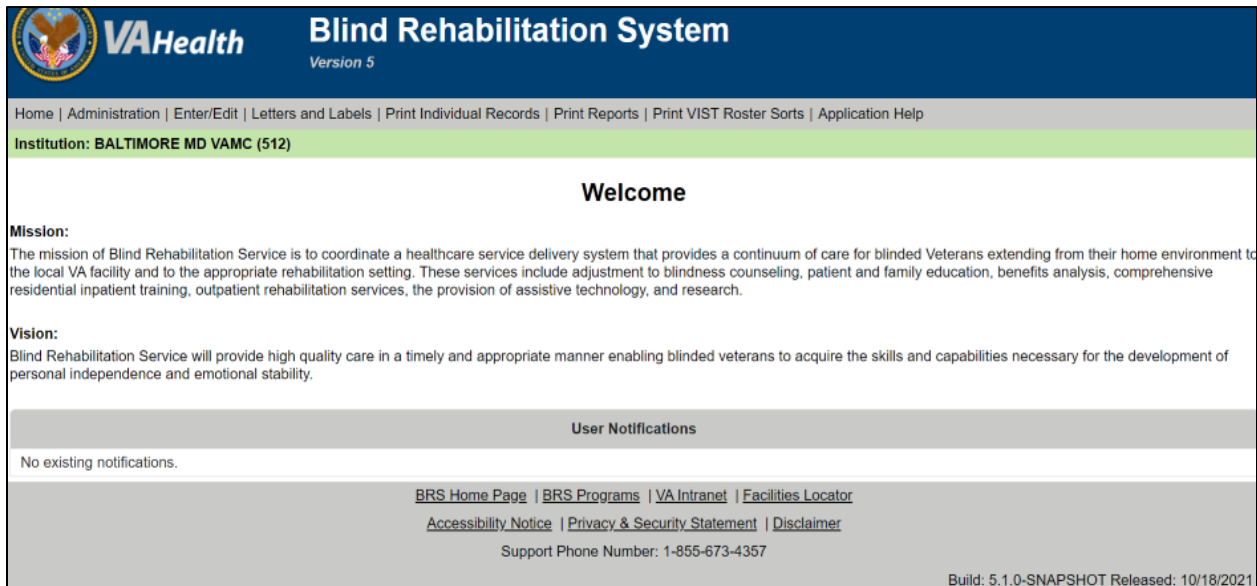 VAHealth
Blind Rehabilitation System
Version 5
Home | Administration | Enter/Edit | Letters and Labels | Print Individual Records | Print Reports | Print VIST Roster Sorts | Application Help
Institution: BALTIMORE MD VAMC (512)
Welcome
Mission:
The mission of Blind Rehabilitation Service is to coordinate a healthcare service delivery system that provides a continuum of care for blinded Veterans extending from their home environment to
the local VA facility and to the appropriate rehabilitation setting. These services include adjustment to blindness counseling, patient and family education, benefits analysis, comprehensive
residential inpatient training, outpatient rehabilitation services, the provision of assistive technology, and research.
Vision:
Blind Rehabilitation Service will provide high quality care in a timely and appropriate manner enabling blinded veterans to acquire the skills and capabilities necessary for the development of
personal independence and emotional stability.
User Notifications
No existing notifications.
BRS Home Page | BRS Programs | VA Intranet | Facilities Locator
Accessibility Notice | Privacy & Security Statement | Disclaimer
Support Phone Number: 1-855-673-4357
Build: 5.1.0-SNAPSHOT Released: 10/18/2021